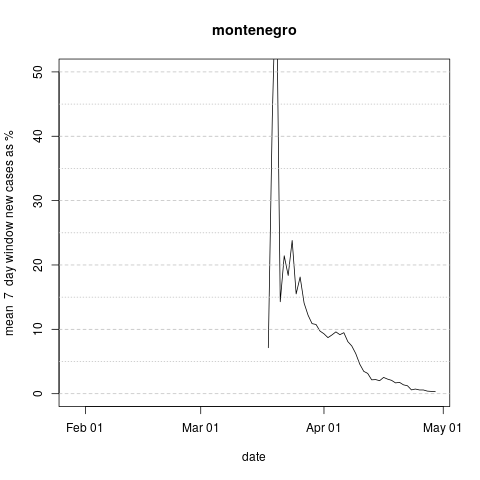 montenegro
mean  7  day window new cases as %
50
40
30
20
10
0
Feb 01
Mar 01
Apr 01
May 01
date